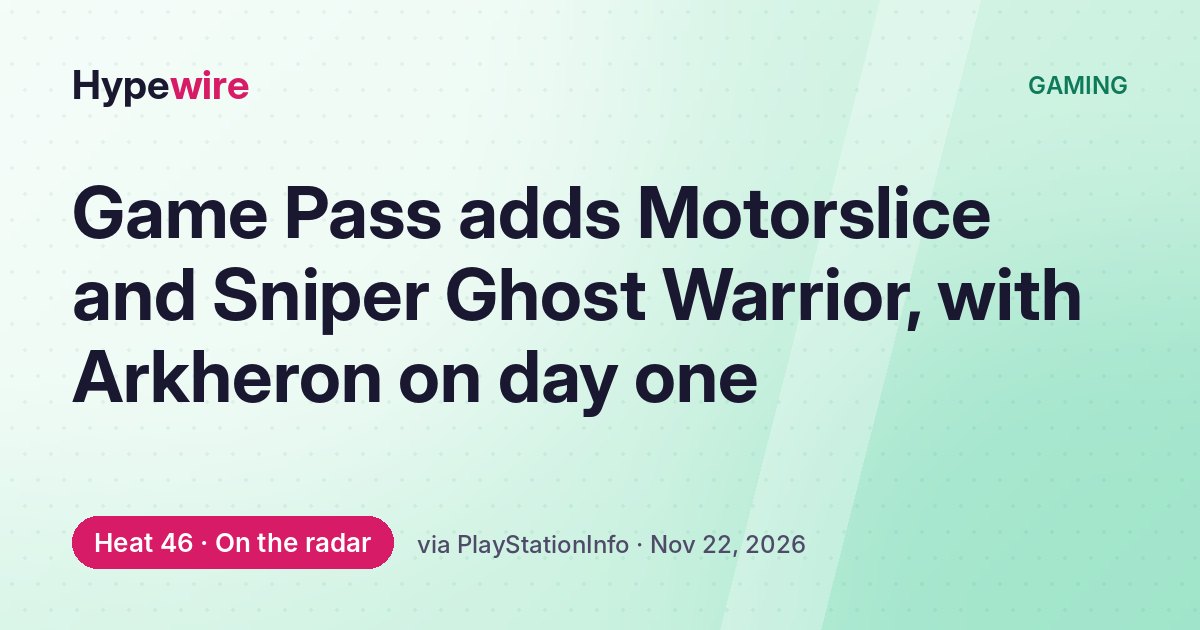 Hypewire
GAMING
Game Pass adds Motorslice
and Sniper Ghost Warrior, with
Arkheron on day one
Heat 46 · On the radar
via PlayStationInfo · Nov 22, 2026